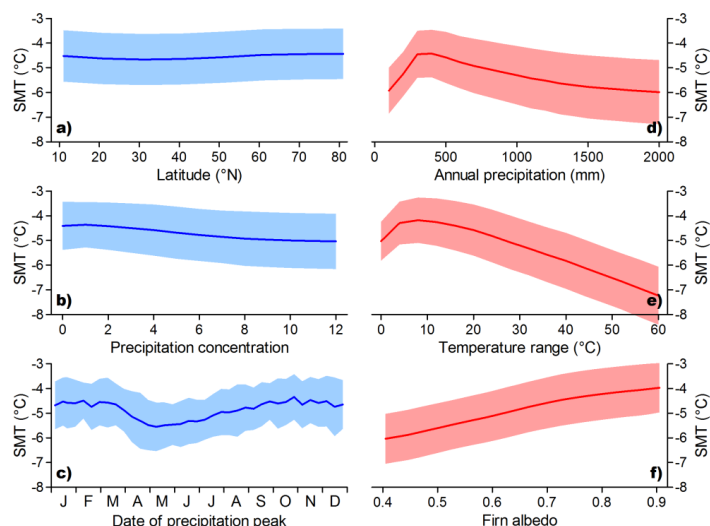 -3
-4
-5
-6
-7
-8
SMT (°C)
a)
10 20 30 40 50 60 70 80
Latitude (°N)
-3
-4
-5
-6
-7
-8
SMT (°C)
d)
0 500 1000 1500 2000
Annual precipitation (mm)
-3
-4
-5
-6
-7
-8
SMT (°C)
b)
0 2 4 6 8 10 12
Precipitation concentration
-3
-4
-5
-6
-7
-8
SMT (°C)
e)
0 10 20 30 40 50 60
Temperature range (°C)
-3
-4
-5
-6
-7
-8
SMT (°C)
c)
J F M A M J J A S O N D
Date of precipitation peak
-3
-4
-5
-6
-7
-8
SMT (°C)
f)
0.4 0.5 0.6 0.7 0.8 0.9
Firn albedo